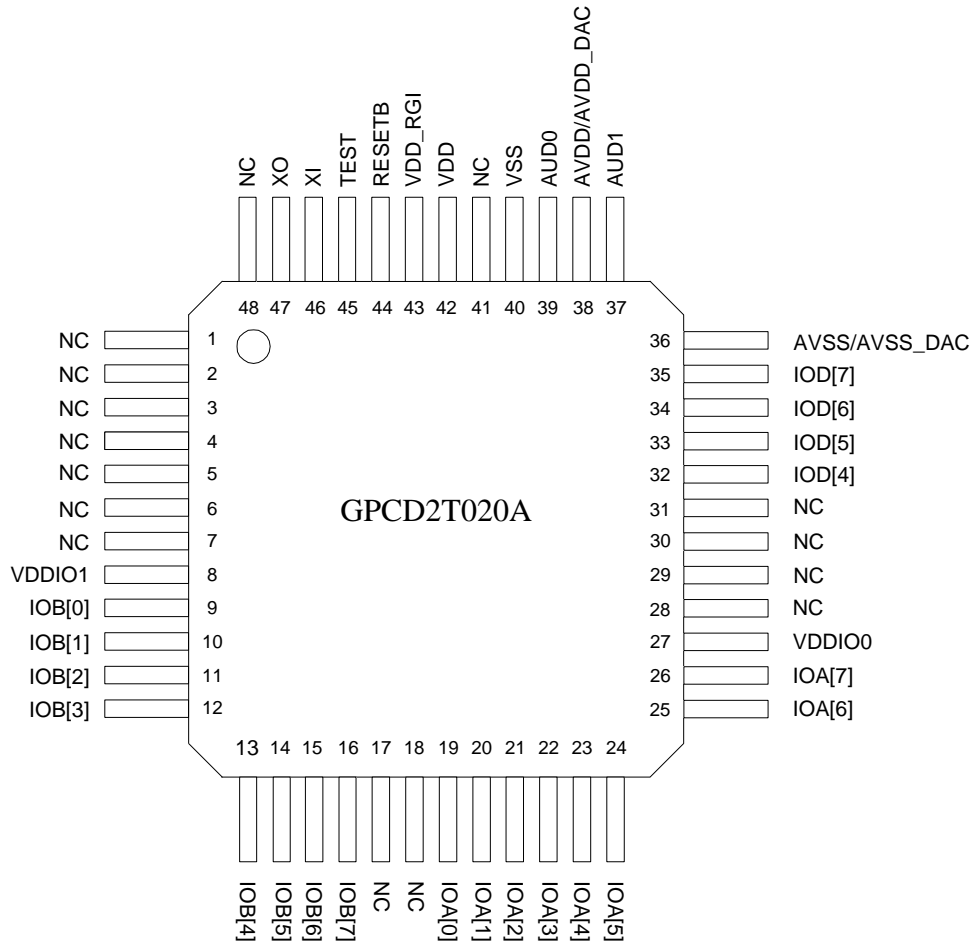 NC
XO
XI
TEST
RESETB
VDD_RGI
VDD
NC
VSS
AUD0
AVDD/AVDD_DAC
AUD1
48 47 46 45 44 43 42 41 40 39 38 37
NC 1
NC 2
NC 3
NC 4
NC 5
NC 6
NC 7
VDDIO1 8
IOB[0] 9
IOB[1] 10
IOB[2] 11
IOB[3] 12
GPCD2T020A
36 AVSS/AVSS_DAC
35 IOD[7]
34 IOD[6]
33 IOD[5]
32 IOD[4]
31 NC
30 NC
29 NC
28 NC
27 VDDIO0
26 IOA[7]
25 IOA[6]
13 14 15 16 17 18 19 20 21 22 23 24
IOB[4]
IOB[5]
IOB[6]
IOB[7]
NC
NC
IOA[0]
IOA[1]
IOA[2]
IOA[3]
IOA[4]
IOA[5]